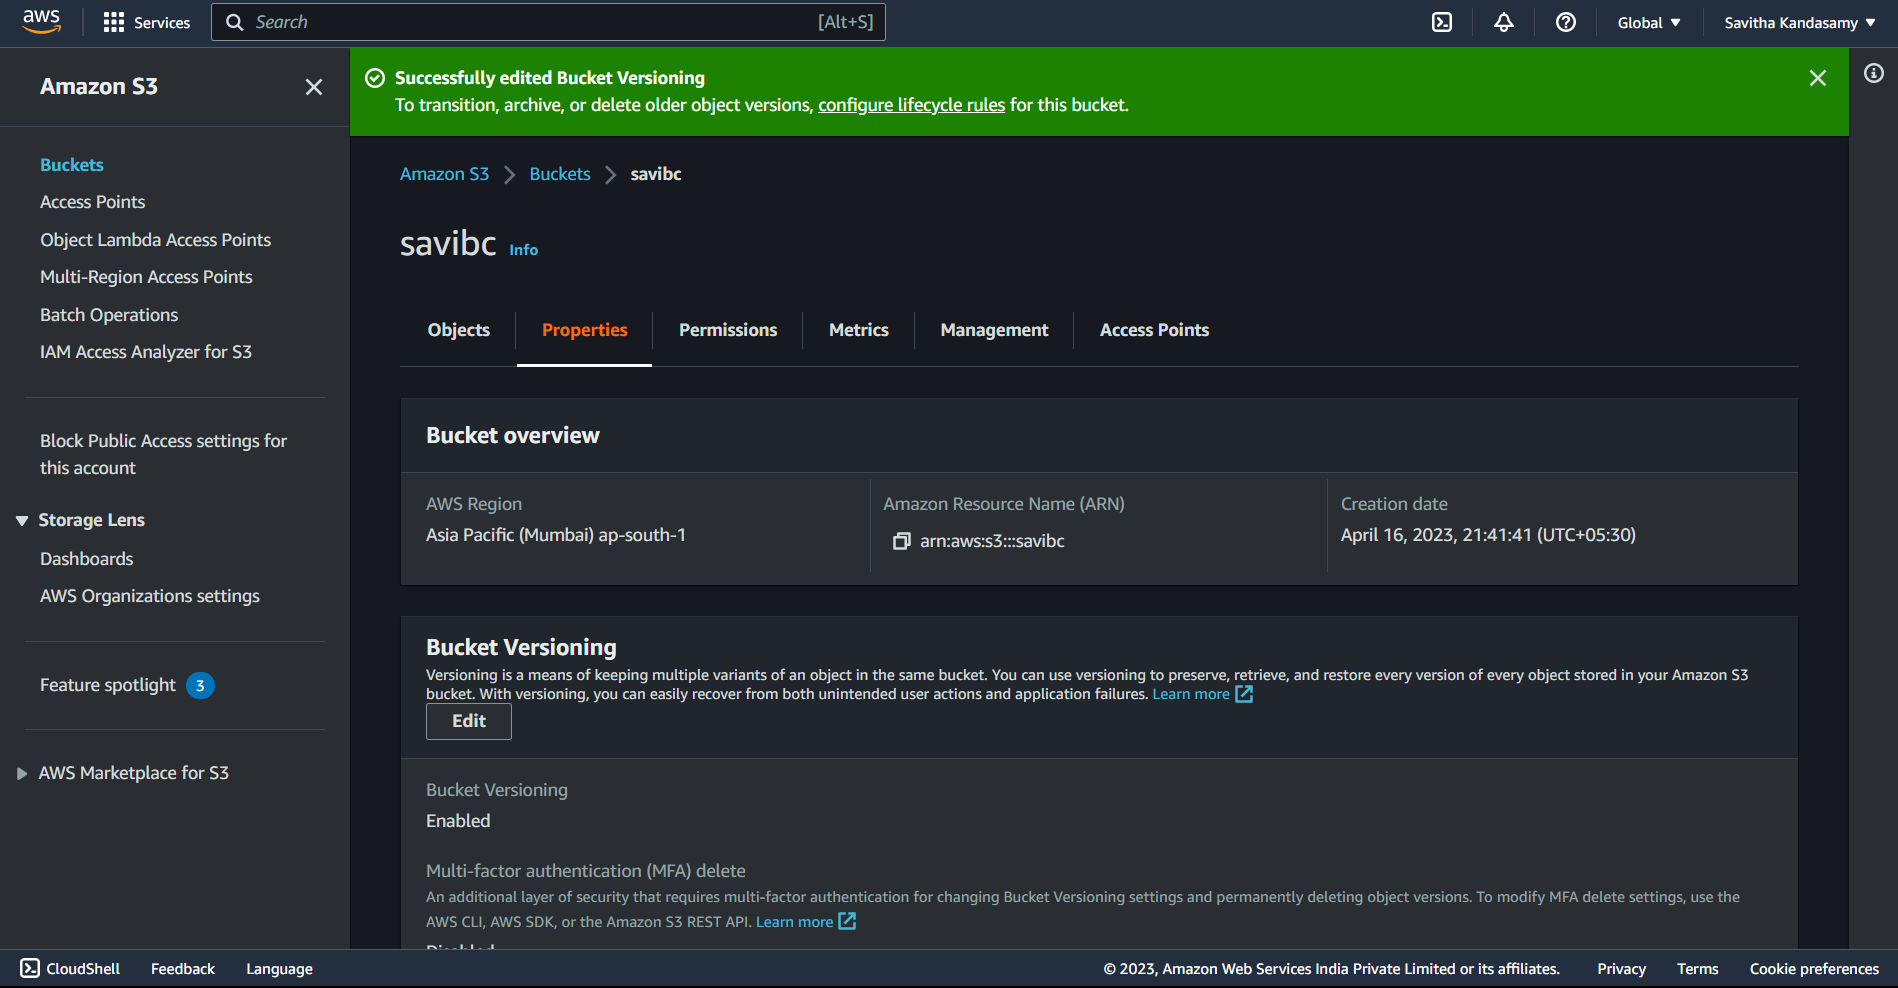 aws
Services
Search
[Alt+S]
Global
Savitha Kandasamy
Amazon S3
Buckets
Access Points
Object Lambda Access Points
Multi-Region Access Points
Batch Operations
IAM Access Analyzer for S3
Block Public Access settings for
this account
Storage Lens
Dashboards
AWS Organizations settings
Feature spotlight 3
AWS Marketplace for S3
Successfully edited Bucket Versioning
To transition, archive, or delete older object versions, configure lifecycle rules for this bucket.
Amazon S3 Buckets savibc
savibc Info
Objects Properties Permissions Metrics Management Access Points
Bucket overview
AWS Region
Asia Pacific (Mumbai) ap-south-1
Amazon Resource Name (ARN)
arn:aws:s3:::savibc
Creation date
April 16, 2023, 21:41:41 (UTC+05:30)
Bucket Versioning
Versioning is a means of keeping multiple variants of an object in the same bucket. You can use versioning to preserve, retrieve, and restore every version of every object stored in your Amazon S3
bucket. With versioning, you can easily recover from both unintended user actions and application failures. Learn more
Edit
Bucket Versioning
Enabled
Multi-factor authentication (MFA) delete
An additional layer of security that requires multi-factor authentication for changing Bucket Versioning settings and permanently deleting object versions. To modify MFA delete settings, use the
AWS CLI, AWS SDK, or the Amazon S3 REST API. Learn more
Disabled
CloudShell Feedback Language
© 2023, Amazon Web Services India Private Limited or its affiliates. Privacy Terms Cookie preferences